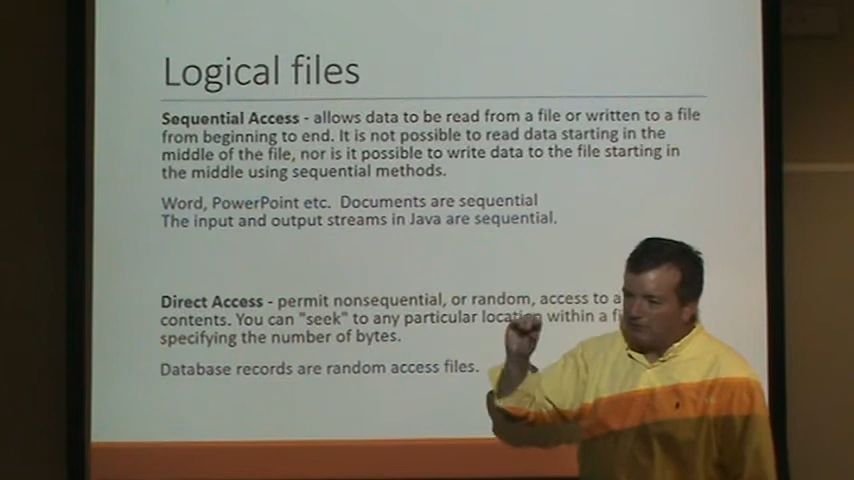 Logical files
Sequential Access - allows data to be read from a file or written to a file
from beginning to end. It is not possible to read data starting in the
middle of the file, nor is it possible to write data to the file starting in
the middle using sequential methods.
Word, PowerPoint etc. Documents are sequential
The input and output streams in Java are sequential.
Direct Access - permit nonsequential, or random, access to a
contents. You can "seek" to any particular location within a
specifying the number of bytes.
Database records are random access files.